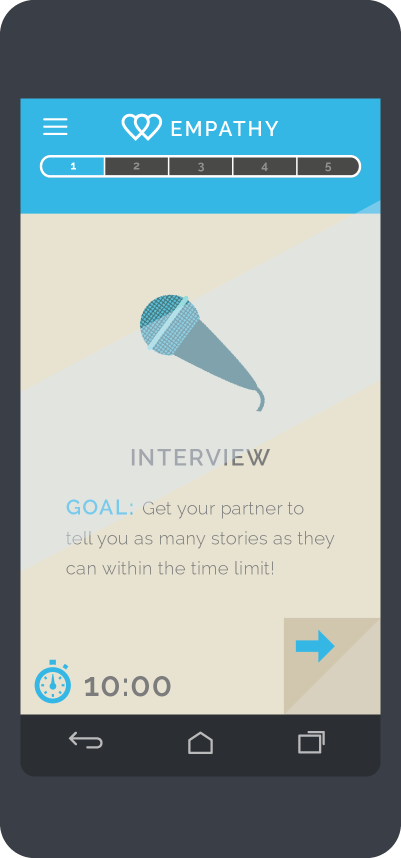 EMPATHY
1 2 3 4 5
INTERVIEW
GOAL: Get your partner to
tell you as many stories as they
can within the time limit!
10:00